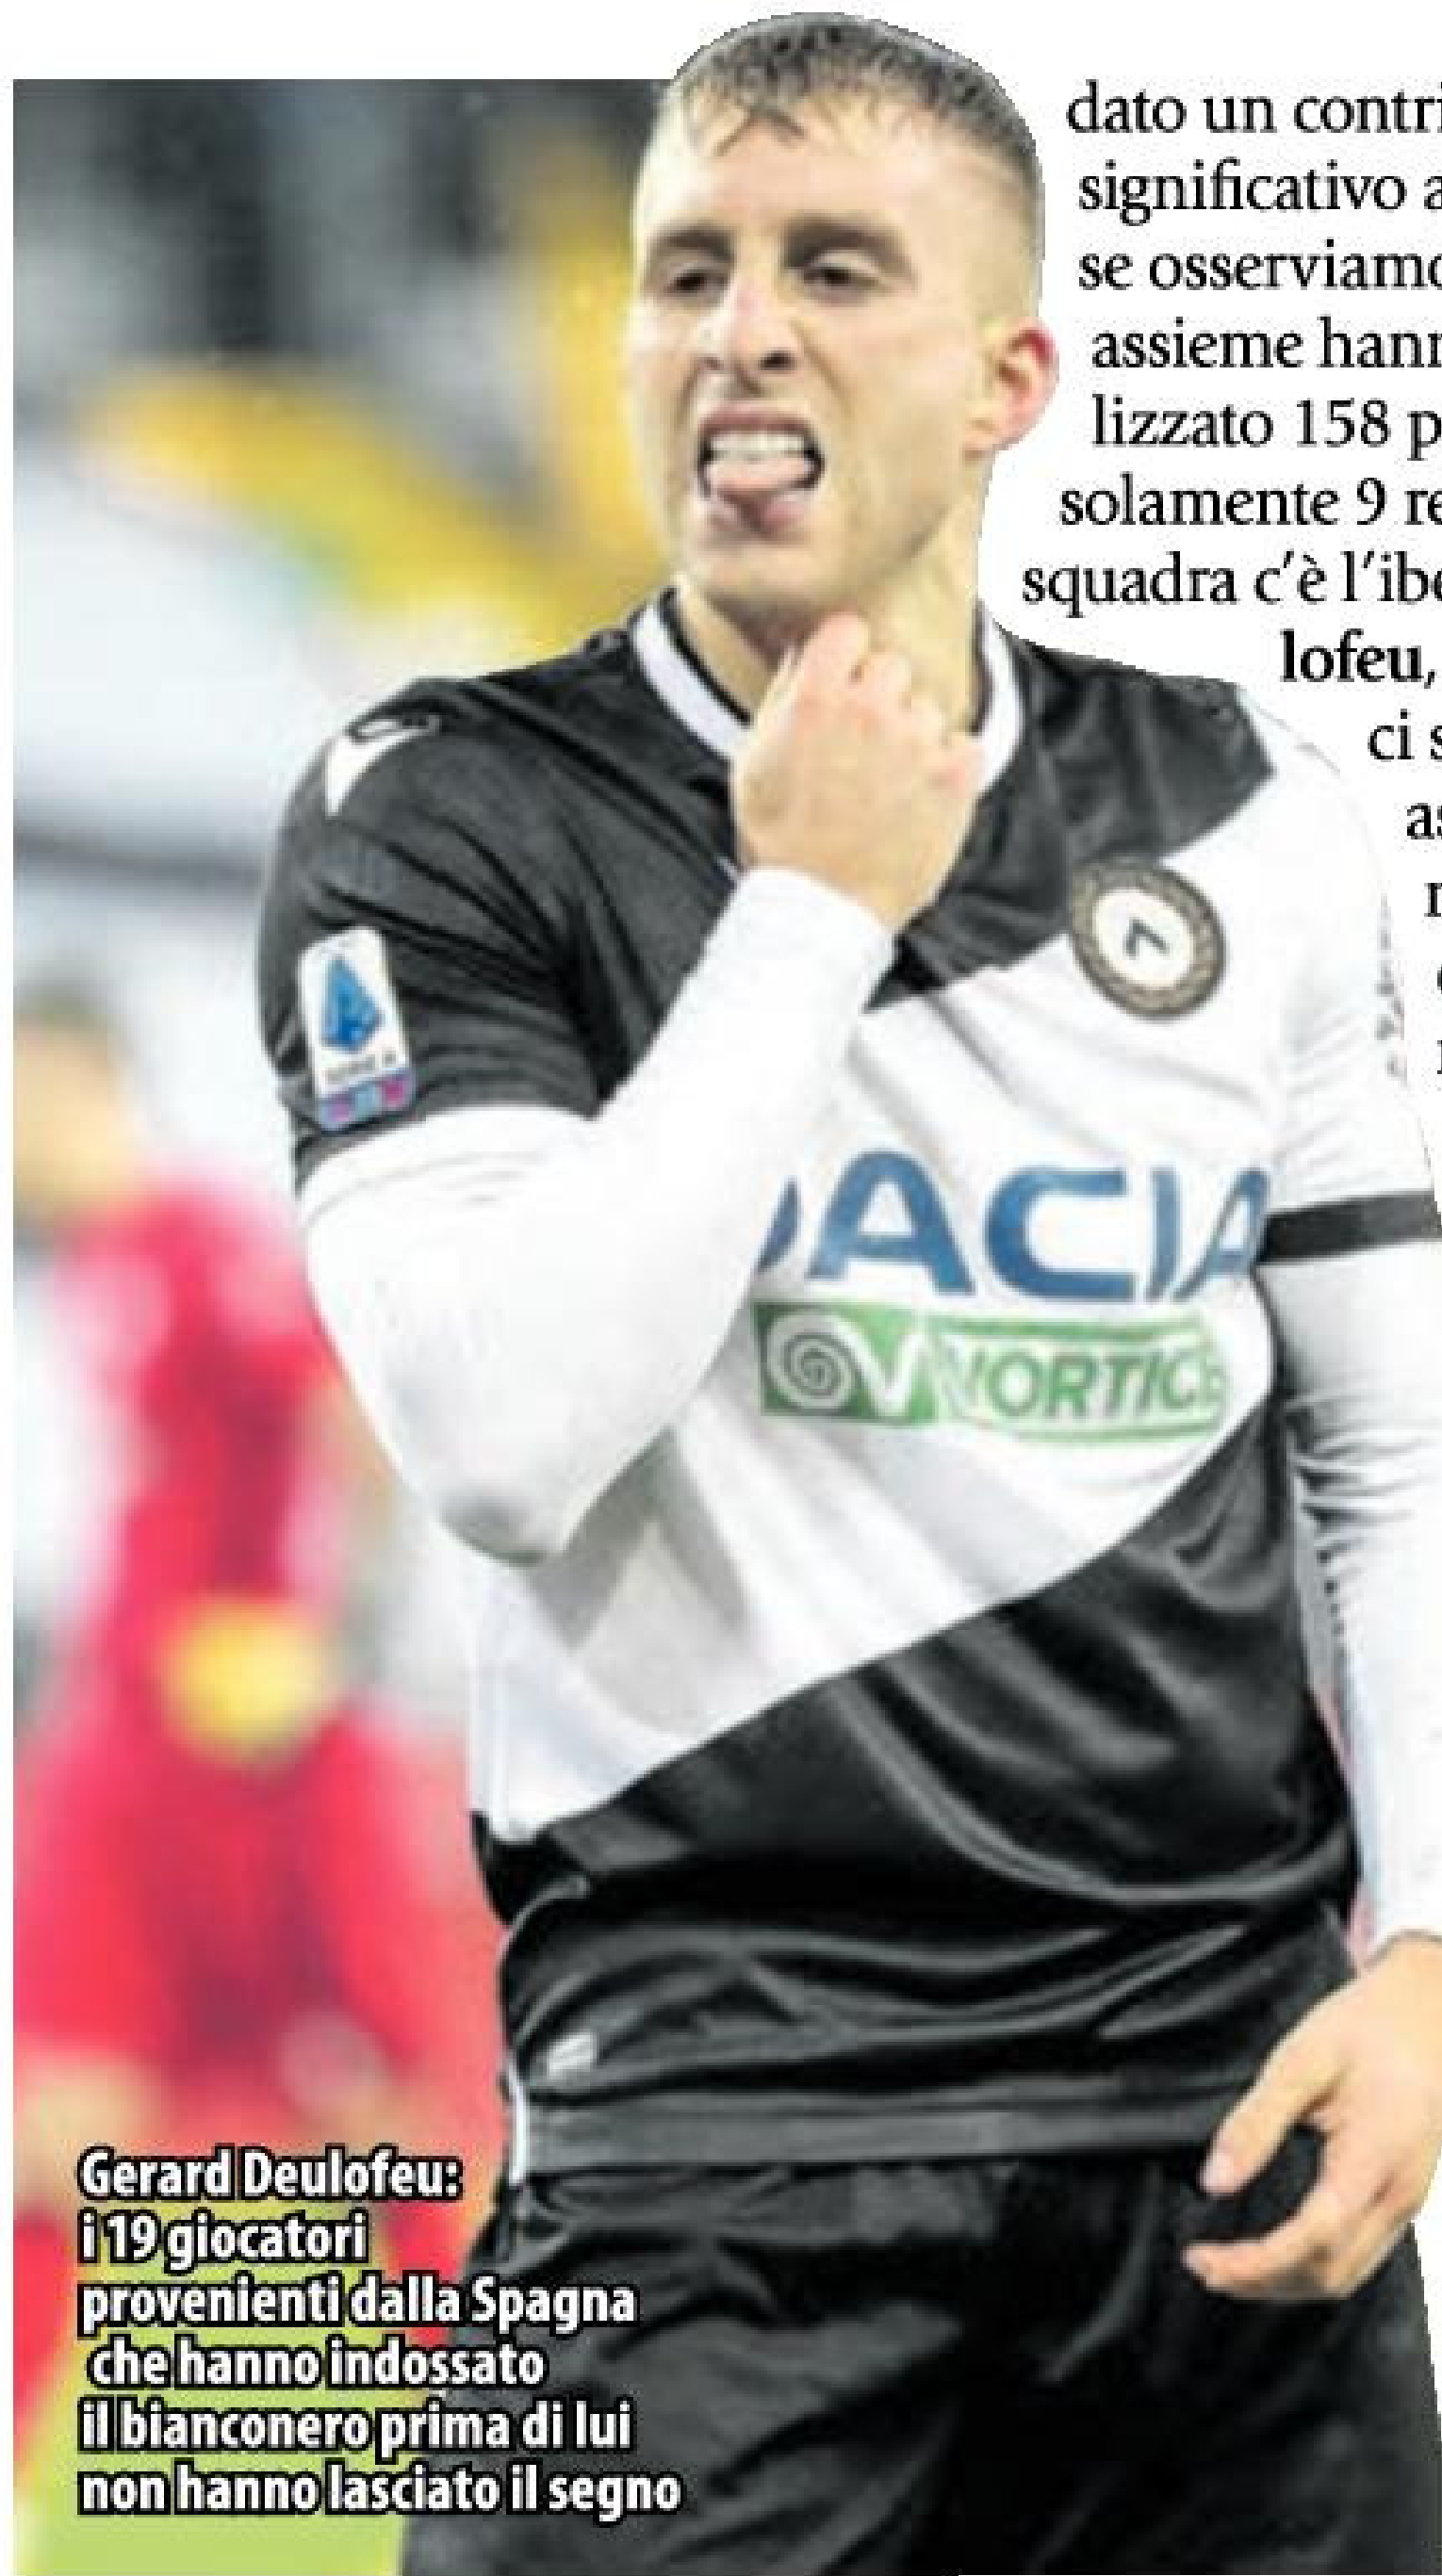 dato un contri
significativo a
se osserviamo
assieme hann
lizzato 158 p
solamente 9 re
squadra c'è l'ibe
lofeu,
ci s
as
DACIA
VORTICE
Gerard Deulofeu:
i 19 giocatori
provenienti dalla Spagna
che hanno indossato
il bianconero prima di lui
non hanno lasciato il segno